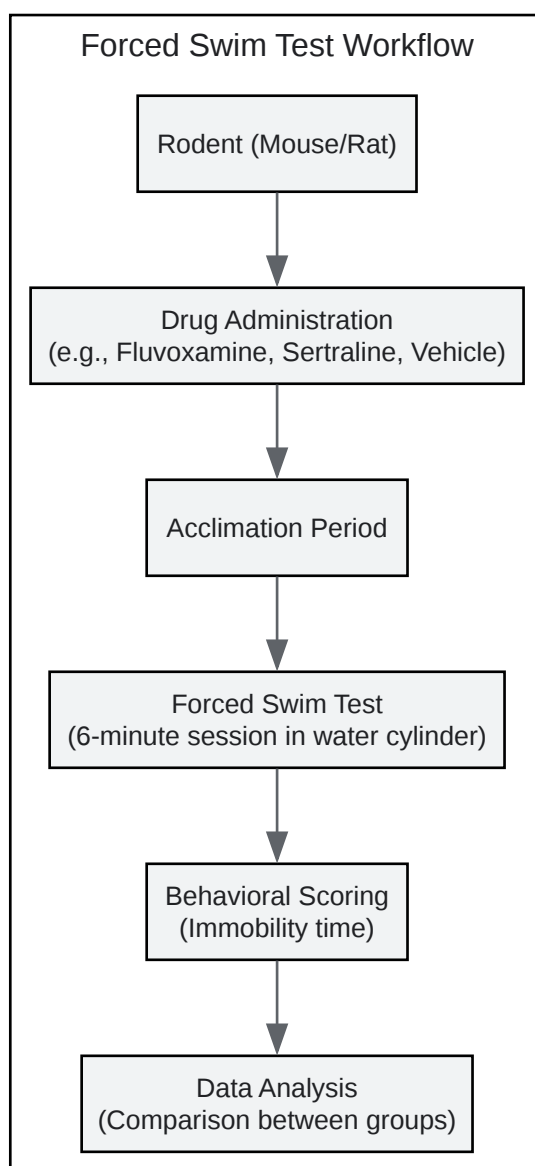 Forced Swim Test Workflow
Rodent (Mouse/Rat)
Drug Administration
(e.g., Fluvoxamine, Sertraline, Vehicle)
Acclimation Period
Forced Swim Test
(6-minute session in water cylinder)
Behavioral Scoring
(Immobility time)
Data Analysis
(Comparison between groups)